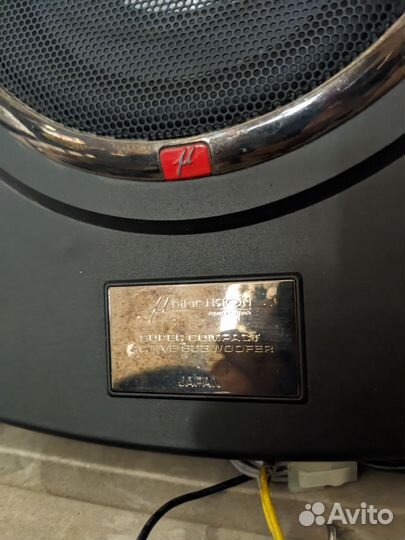 µ
µ DIMENSION
SUPER COMPACT
ACTIVE SUBWOOFER
JAPAN
Avito